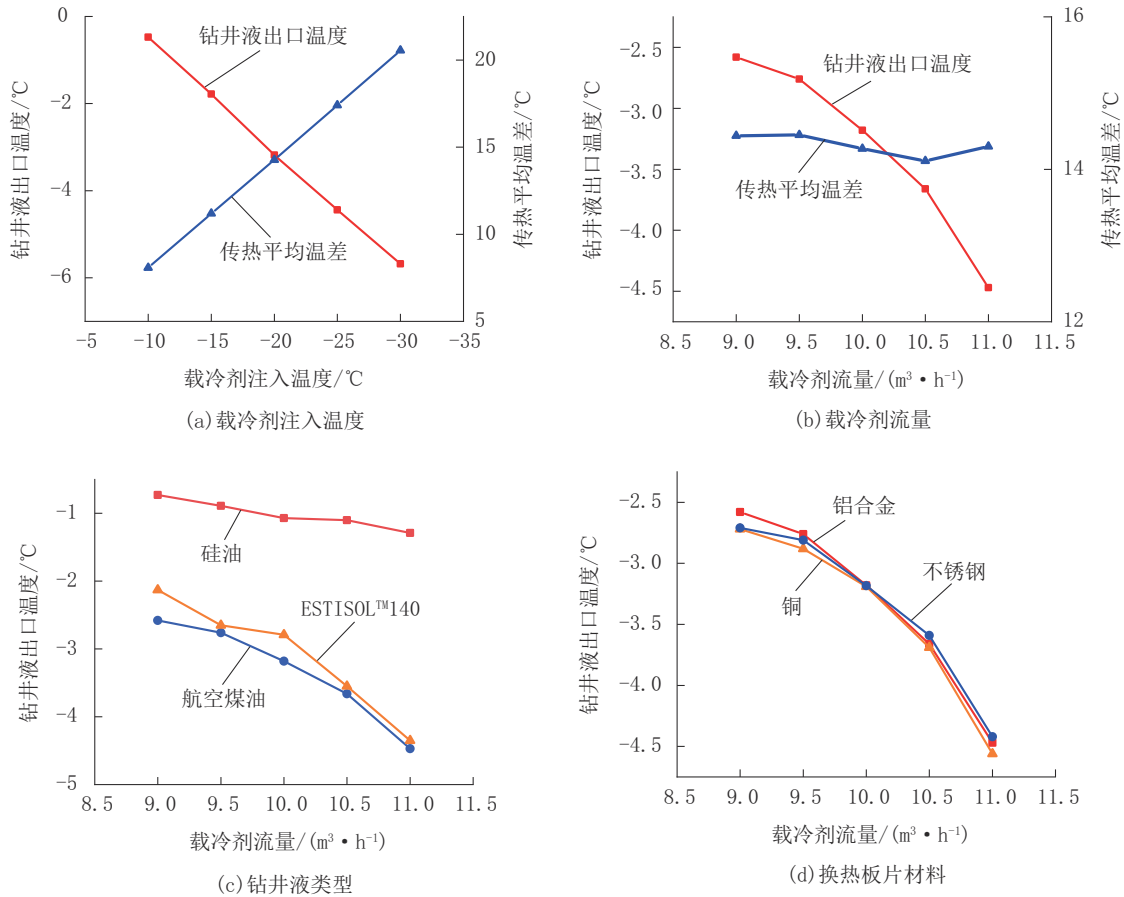 0
-2
-4
-6
钻井液出口温度/℃
钻井液出口温度
传热平均温差
20
15
10
5
传热平均温差/℃
-5
-10
-15
-20
-25
-30
-35
载冷剂注入温度/℃
(a)载冷剂注入温度
-2.5
-3.0
-3.5
-4.0
-4.5
钻井液出口温度/℃
钻井液出口温度
传热平均温差
16
14
12
传热平均温差/℃
8.5
9.0
9.5
10.0
10.5
11.0
11.5
载冷剂流量/(m³·h⁻¹)
(b)载冷剂流量
-1
-2
-3
-4
-5
钻井液出口温度/℃
硅油
ESTISOL™140
航空煤油
8.5
9.0
9.5
10.0
10.5
11.0
11.5
载冷剂流量/(m³·h⁻¹)
(c)钻井液类型
-2.5
-3.0
-3.5
-4.0
-4.5
钻井液出口温度/℃
铝合金
不锈钢
铜
8.5
9.0
9.5
10.0
10.5
11.0
11.5
载冷剂流量/(m³·h⁻¹)
(d)换热板片材料